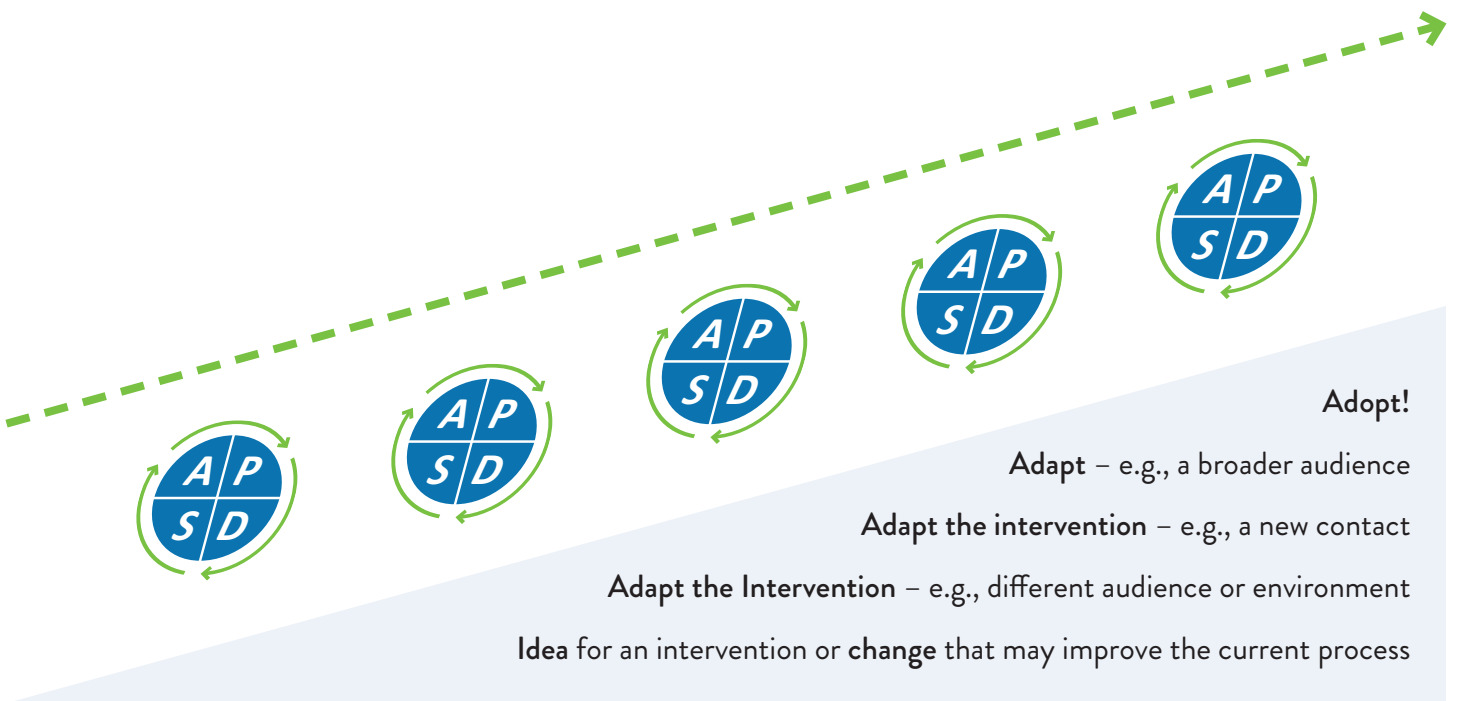 A P
S D
A P
S D
A P
S D
A P
S D
A P
S D
Adopt!
Adapt – e.g., a broader audience
Adapt the intervention – e.g., a new contact
Adapt the Intervention – e.g., different audience or environment
Idea for an intervention or change that may improve the current process